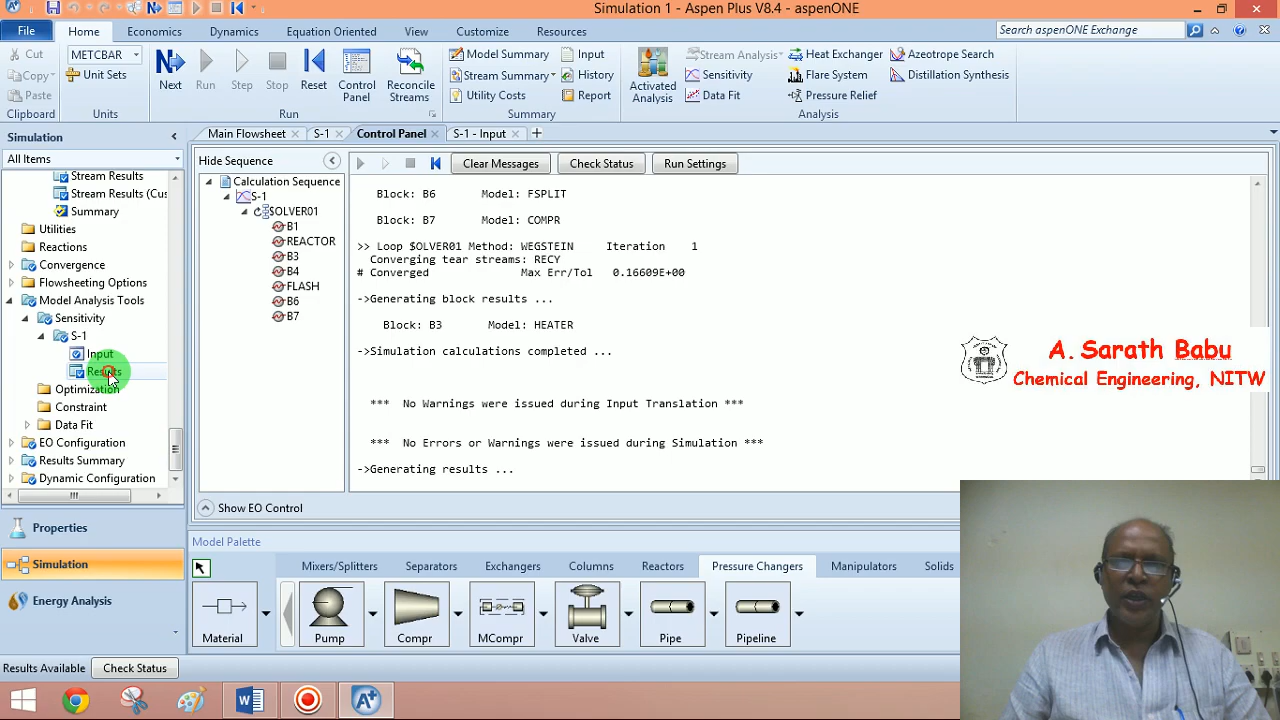 Simulation 1 - Aspen Plus V8.4 - aspenONE
File Home Economics Dynamics Equation Oriented View Customize Resources Search aspenONE Exchange
Cut METCBAR Model Summary Input Stream Analysis Heat Exchanger Azeotrope Search
Copy Unit Sets Next Run Step Stop Reset Control Panel Reconcile Streams Stream Summary History Activated Analysis Sensitivity Flare System Distillation Synthesis
Paste Utility Costs Report Data Fit Pressure Relief
Clipboard Units Run Summary Analysis
Simulation
All Items
Stream Results
Stream Results (Cus
Summary
Utilities
Reactions
Convergence
Flowsheeting Options
Model Analysis Tools
Sensitivity
S-1
Input
Results
Optimization
Constraint
Data Fit
EO Configuration
Results Summary
Dynamic Configuration
Properties
Simulation
Energy Analysis
Main Flowsheet S-1 Control Panel S-1 - Input
Hide Sequence
Clear Messages Check Status Run Settings
Calculation Sequence
S-1
$OLVER01
B1
REACTOR
B3
B4
FLASH
B6
B7
Block: B6 Model: FSPLIT
Block: B7 Model: COMPR
>> Loop $OLVER01 Method: WEGSTEIN Iteration 1
Converging tear streams: RECY
# Converged Max Err/Tol 0.16609E+00
->Generating block results ...
Block: B3 Model: HEATER
->Simulation calculations completed ...
*** No Warnings were issued during Input Translation ***
*** No Errors or Warnings were issued during Simulation ***
->Generating results ...
A. Sarath Babu
Chemical Engineering, NITW
Show EO Control
Model Palette
Mixers/Splitters Separators Exchangers Columns Reactors Pressure Changers Manipulators Solids
Material Pump Compr MCompr Valve Pipe Pipeline
Results Available Check Status